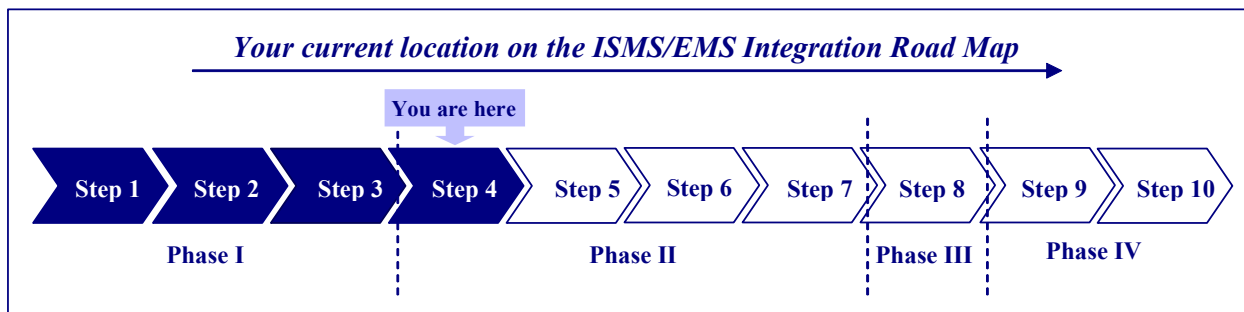 Your current location on the ISMS/EMS Integration Road Map
You are here
Step 1 Step 2 Step 3 Step 4 Step 5 Step 6 Step 7 Step 8 Step 9 Step 10
Phase I Phase II Phase III Phase IV